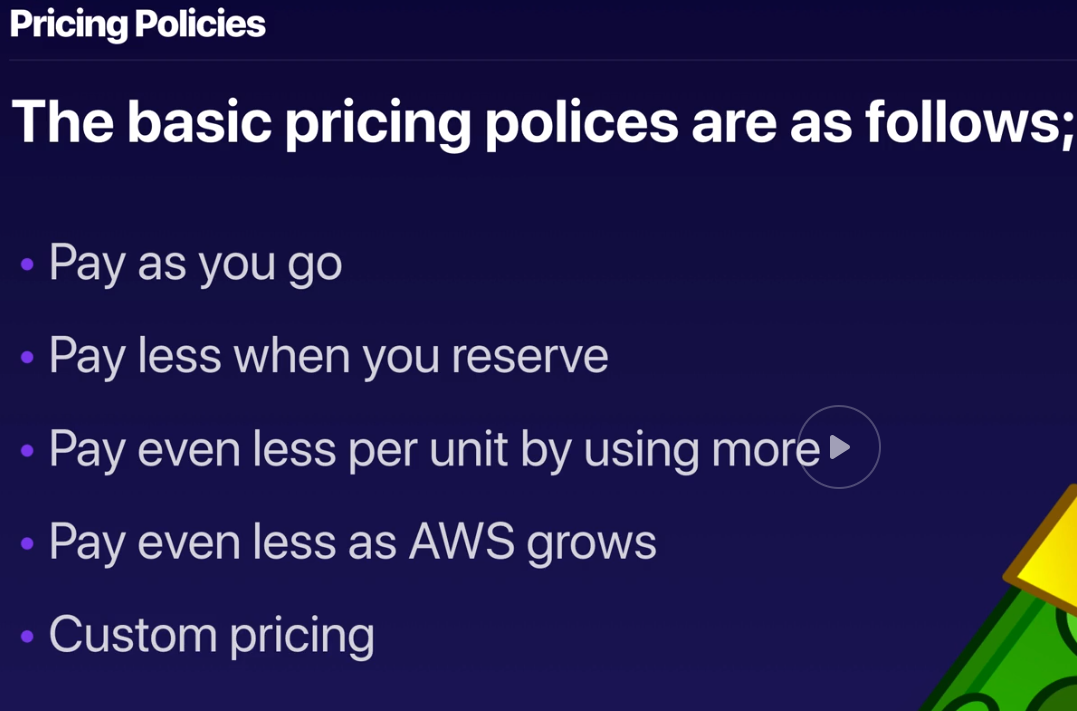 Pricing Policies
The basic pricing polices are as follows;
• Pay as you go
• Pay less when you reserve
• Pay even less per unit by using more
• Pay even less as AWS grows
• Custom pricing